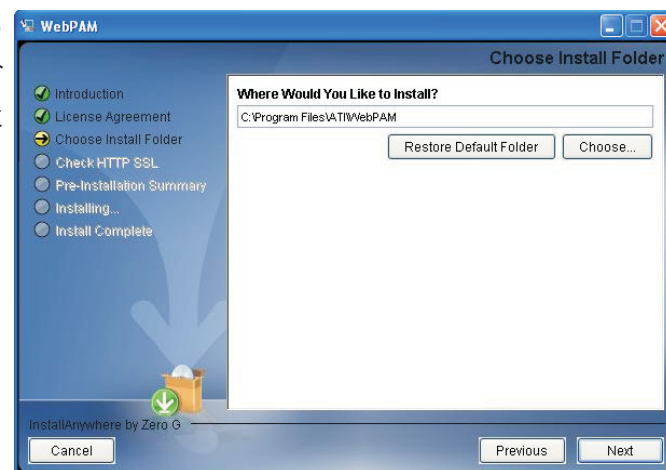 WebPAM
Choose Install Folder
Introduction
License Agreement
Choose Install Folder
Check HTTP SSL
Pre-Installation Summary
Installing...
Install Complete
Where Would You Like to Install?
C:\Program Files\ATI\WebPAM
Restore Default Folder
Choose...
InstallAnywhere by Zero G
Cancel
Previous
Next